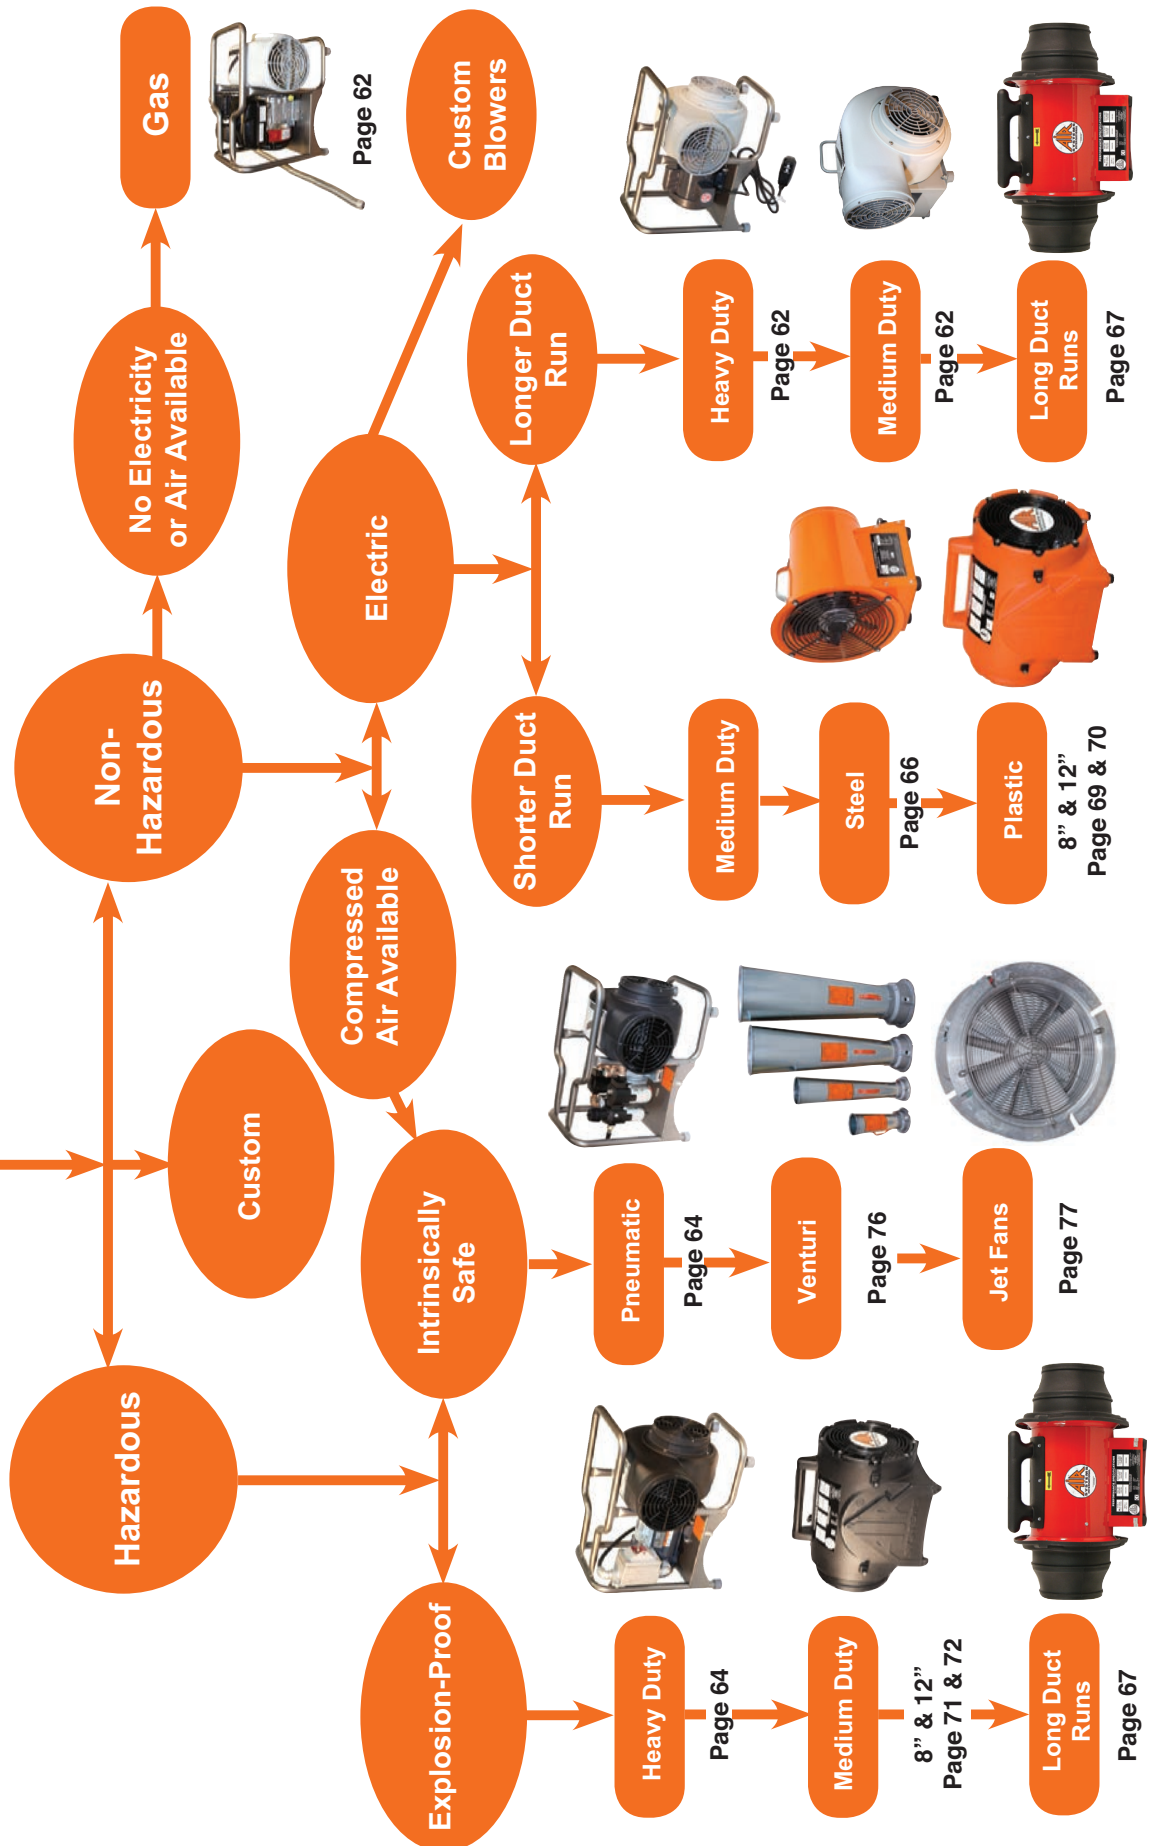 Hazardous
Custom
Non-
Hazardous
No Electricity
or Air Available
Gas
Page 62
Explosion-Proof
Intrinsically
Safe
Compressed
Air Available
Electric
Custom
Blowers
Shorter Duct
Run
Longer Duct
Run
Heavy Duty
Page 64
Medium Duty
8” & 12”
Page 71 & 72
Long Duct
Runs
Page 67
Pneumatic
Page 64
Venturi
Page 76
Jet Fans
Page 77
Medium Duty
Steel
Page 66
Plastic
8” & 12”
Page 69 & 70
Heavy Duty
Page 62
Medium Duty
Page 62
Long Duct
Runs
Page 67
AIR
AIR